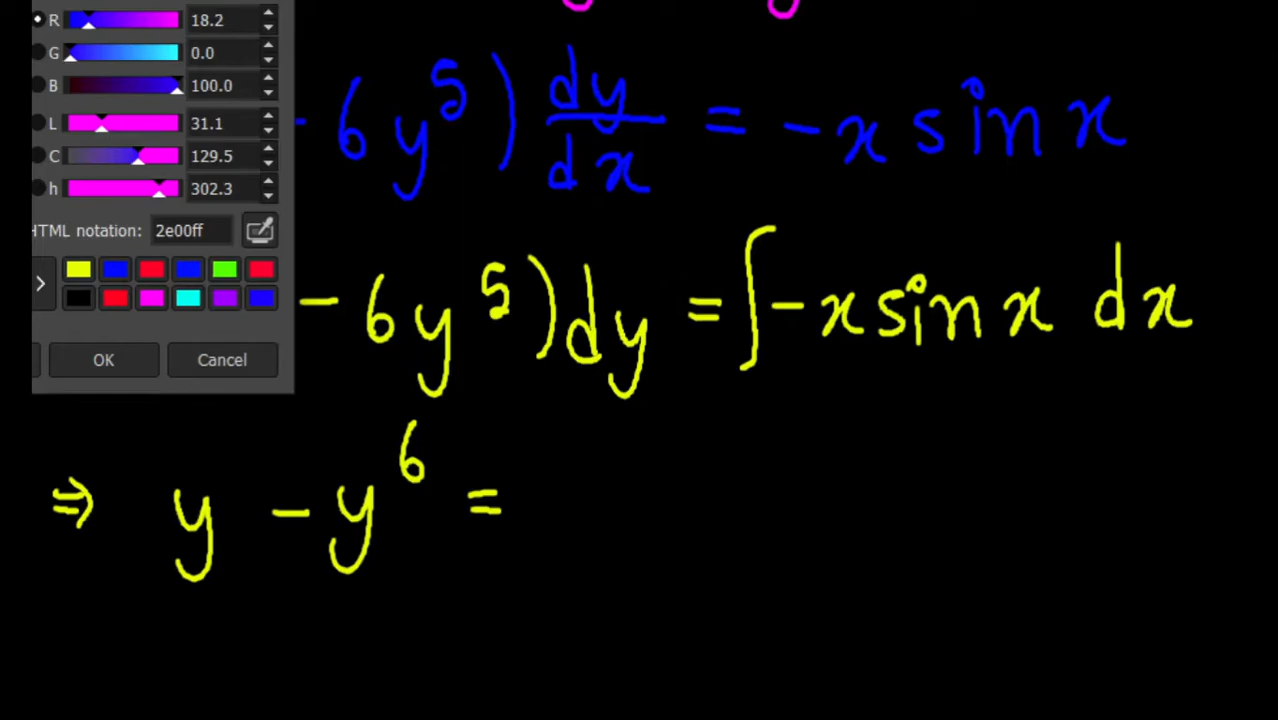 R 18.2
G 0.0
B 100.0
L 31.1
C 129.5
h 302.3
HTML notation: 2e00ff
OK Cancel
- 6y⁵) dy/dx = -x sin x
- 6y⁵) dy = ∫ -x sin x dx
⇒ y - y⁶ =